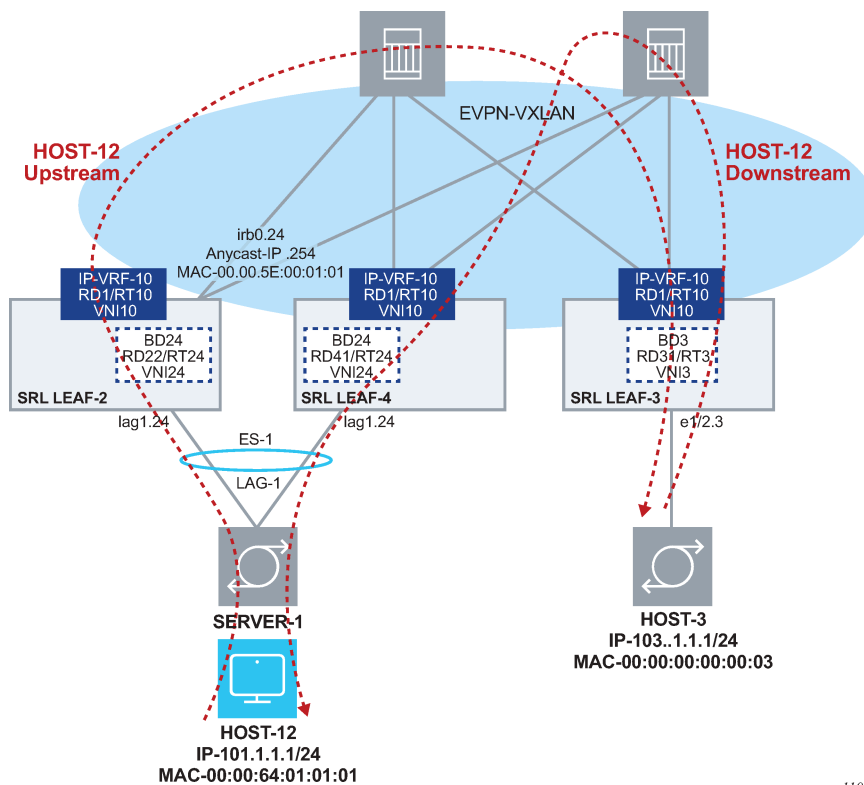 EVPN-VXLAN
HOST-12
Upstream
HOST-12
Downstream
irb0.24
Anycast-IP .254
MAC-00.00.5E:00:01:01
IP-VRF-10
RD1/RT10
VNI10
IP-VRF-10
RD1/RT10
VNI10
IP-VRF-10
RD1/RT10
VNI10
BD24
RD22/RT24
VNI24
BD24
RD41/RT24
VNI24
BD3
RD31/RT3
VNI3
SRL LEAF-2
SRL LEAF-4
SRL LEAF-3
lag1.24
lag1.24
e1/2.3
ES-1
LAG-1
SERVER-1
HOST-3
IP-103..1.1.1/24
MAC-00:00:00:00:00:03
HOST-12
IP-101.1.1.1/24
MAC-00:00:64:01:01:01